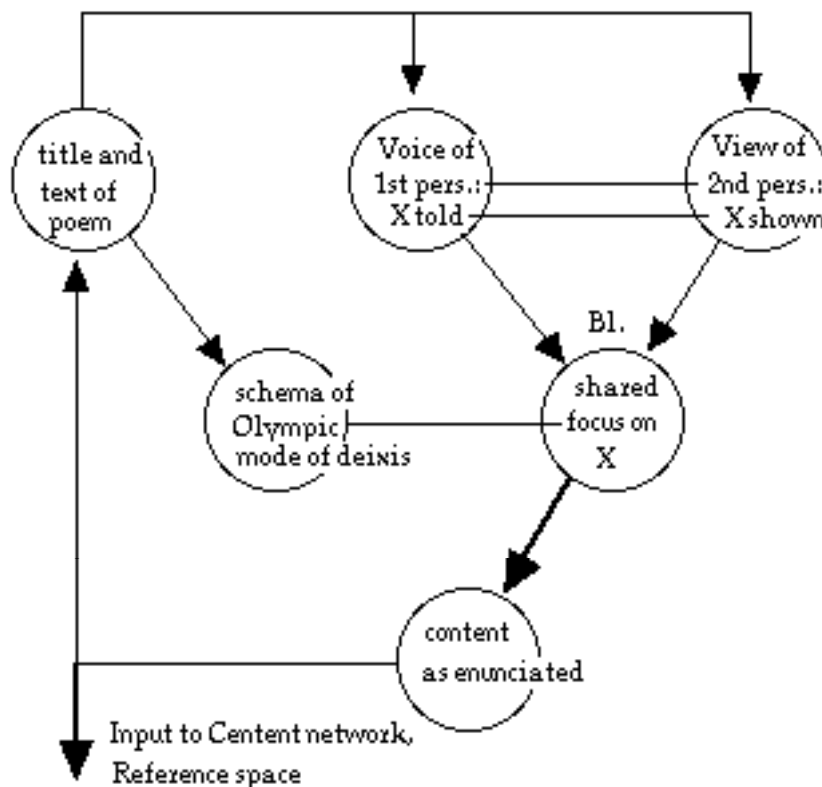 title and
text of
poem
Voice of
1st pers.:
X told
View of
2nd pers.:
X shown
Bl.
schema of
Olympic
mode of deixis
shared
focus on
X
content
as enunciated
Input to Centent network,
Reference space